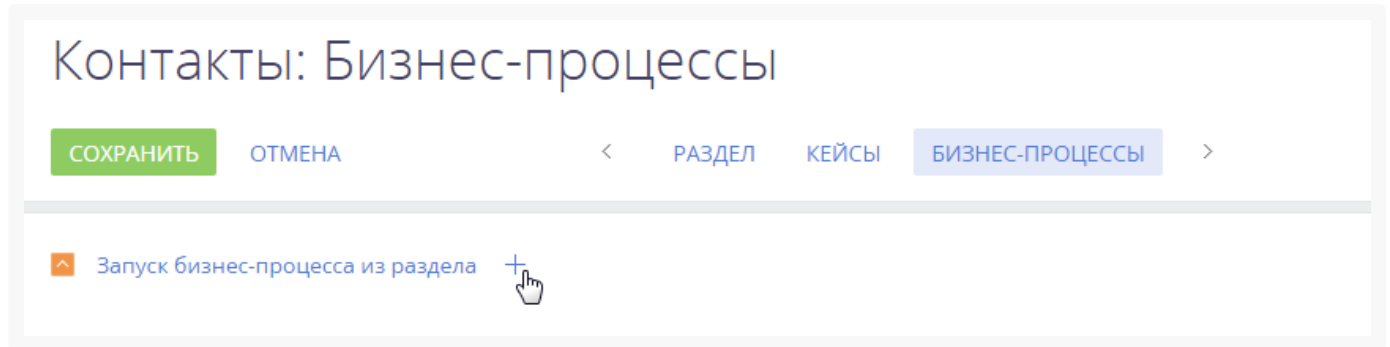 Контакты: Бизнес-процессы
СОХРАНИТЬ ОТМЕНА < РАЗДЕЛ КЕЙСЫ БИЗНЕС-ПРОЦЕССЫ >
Запуск бизнес-процесса из раздела +